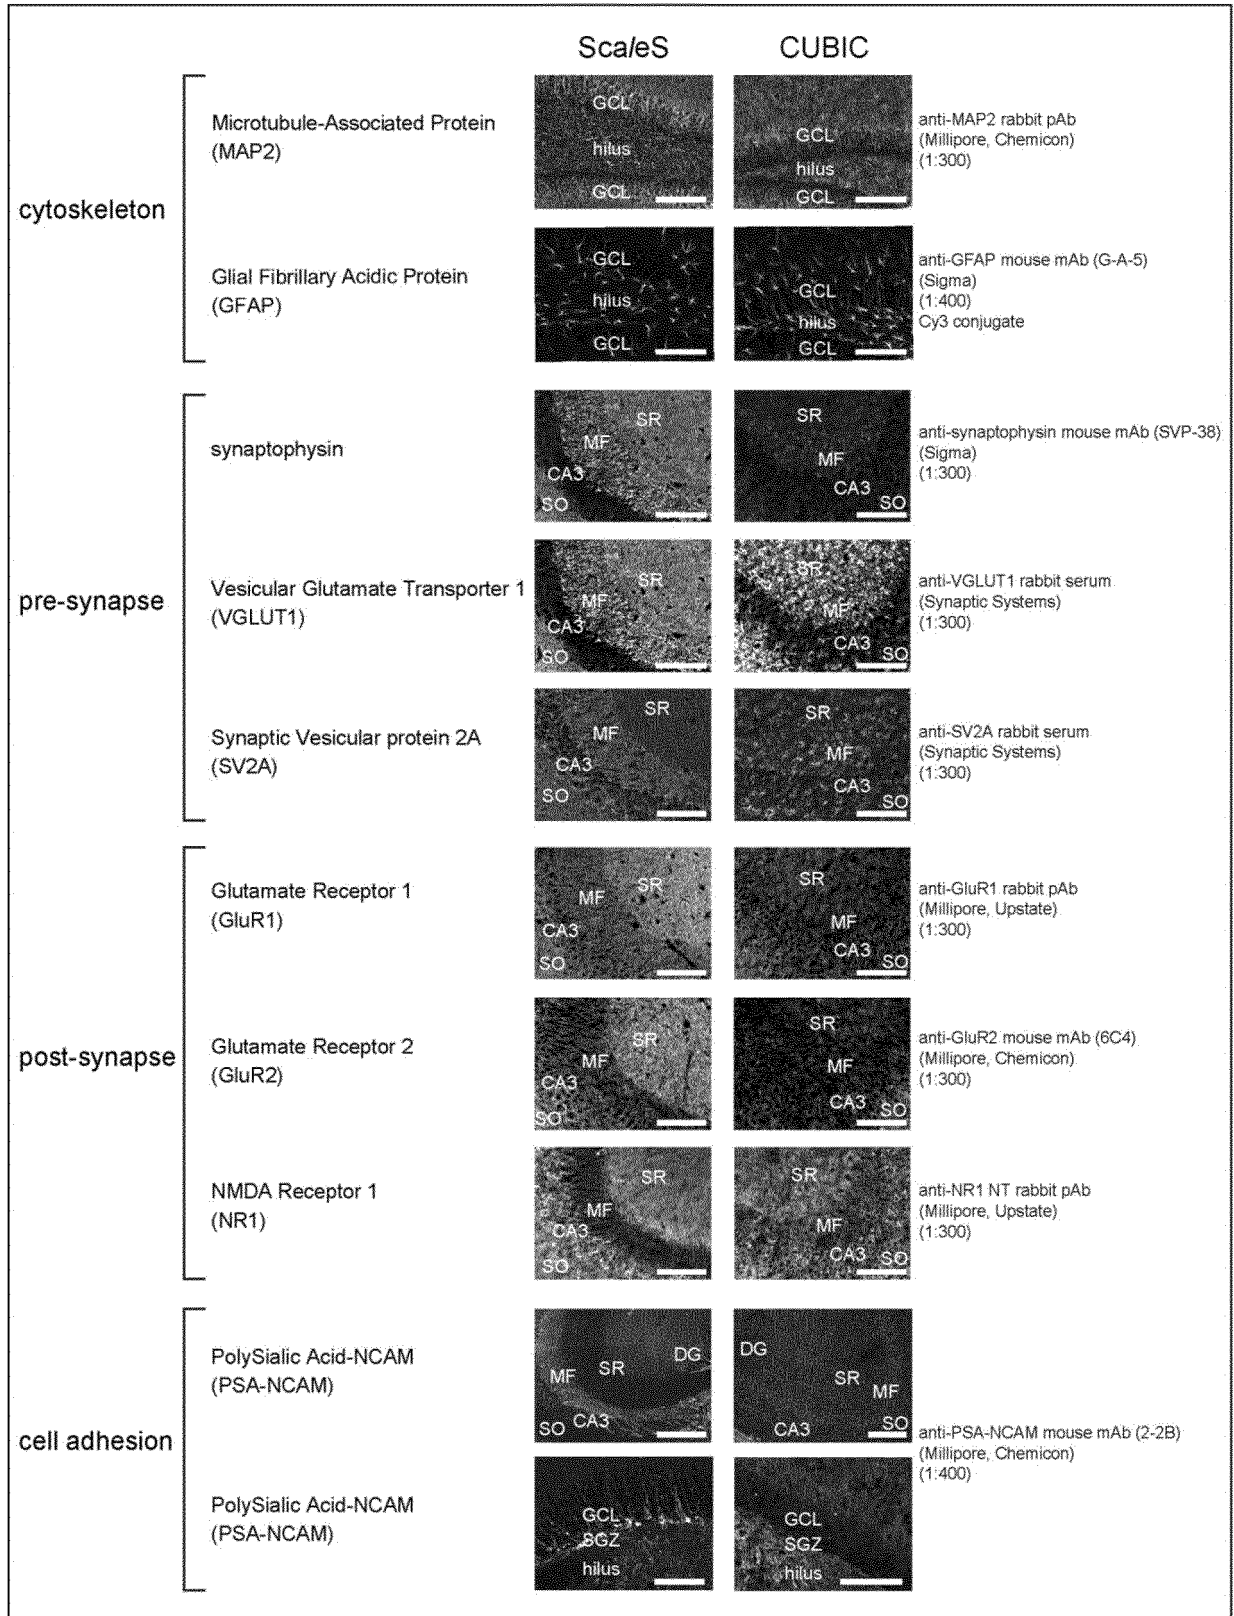 ScaleS CUBIC
cytoskeleton
Microtubule-Associated Protein
(MAP2)
GCL
hilus
GCL
GCL
hilus
GCL
anti-MAP2 rabbit pAb
(Millipore, Chemicon)
(1:300)
Glial Fibrillary Acidic Protein
(GFAP)
GCL
hilus
GCL
GCL
hilus
GCL
anti-GFAP mouse mAb (G-A-5)
(Sigma)
(1:400)
Cy3 conjugate
pre-synapse
synaptophysin
SR
MF
CA3
SO
SR
MF
CA3
SO
anti-synaptophysin mouse mAb (SVP-38)
(Sigma)
(1:300)
Vesicular Glutamate Transporter 1
(VGLUT1)
SR
MF
CA3
SO
SR
MF
CA3
SO
anti-VGLUT1 rabbit serum
(Synaptic Systems)
(1:300)
Synaptic Vesicular protein 2A
(SV2A)
SR
MF
CA3
SO
SR
MF
CA3
SO
anti-SV2A rabbit serum
(Synaptic Systems)
(1:300)
post-synapse
Glutamate Receptor 1
(GluR1)
SR
MF
CA3
SO
SR
MF
CA3
SO
anti-GluR1 rabbit pAb
(Millipore, Upstate)
(1:300)
Glutamate Receptor 2
(GluR2)
SR
MF
CA3
SO
SR
MF
CA3
SO
anti-GluR2 mouse mAb (6C4)
(Millipore, Chemicon)
(1:300)
NMDA Receptor 1
(NR1)
SR
MF
CA3
SO
SR
MF
CA3
SO
anti-NR1 NT rabbit pAb
(Millipore, Upstate)
(1:300)
cell adhesion
PolySialic Acid-NCAM
(PSA-NCAM)
DG
SR
MF
CA3
SO
DG
SR
MF
SO
CA3
anti-PSA-NCAM mouse mAb (2-2B)
(Millipore, Chemicon)
(1:400)
PolySialic Acid-NCAM
(PSA-NCAM)
GCL
SGZ
hilus
GCL
SGZ
hilus